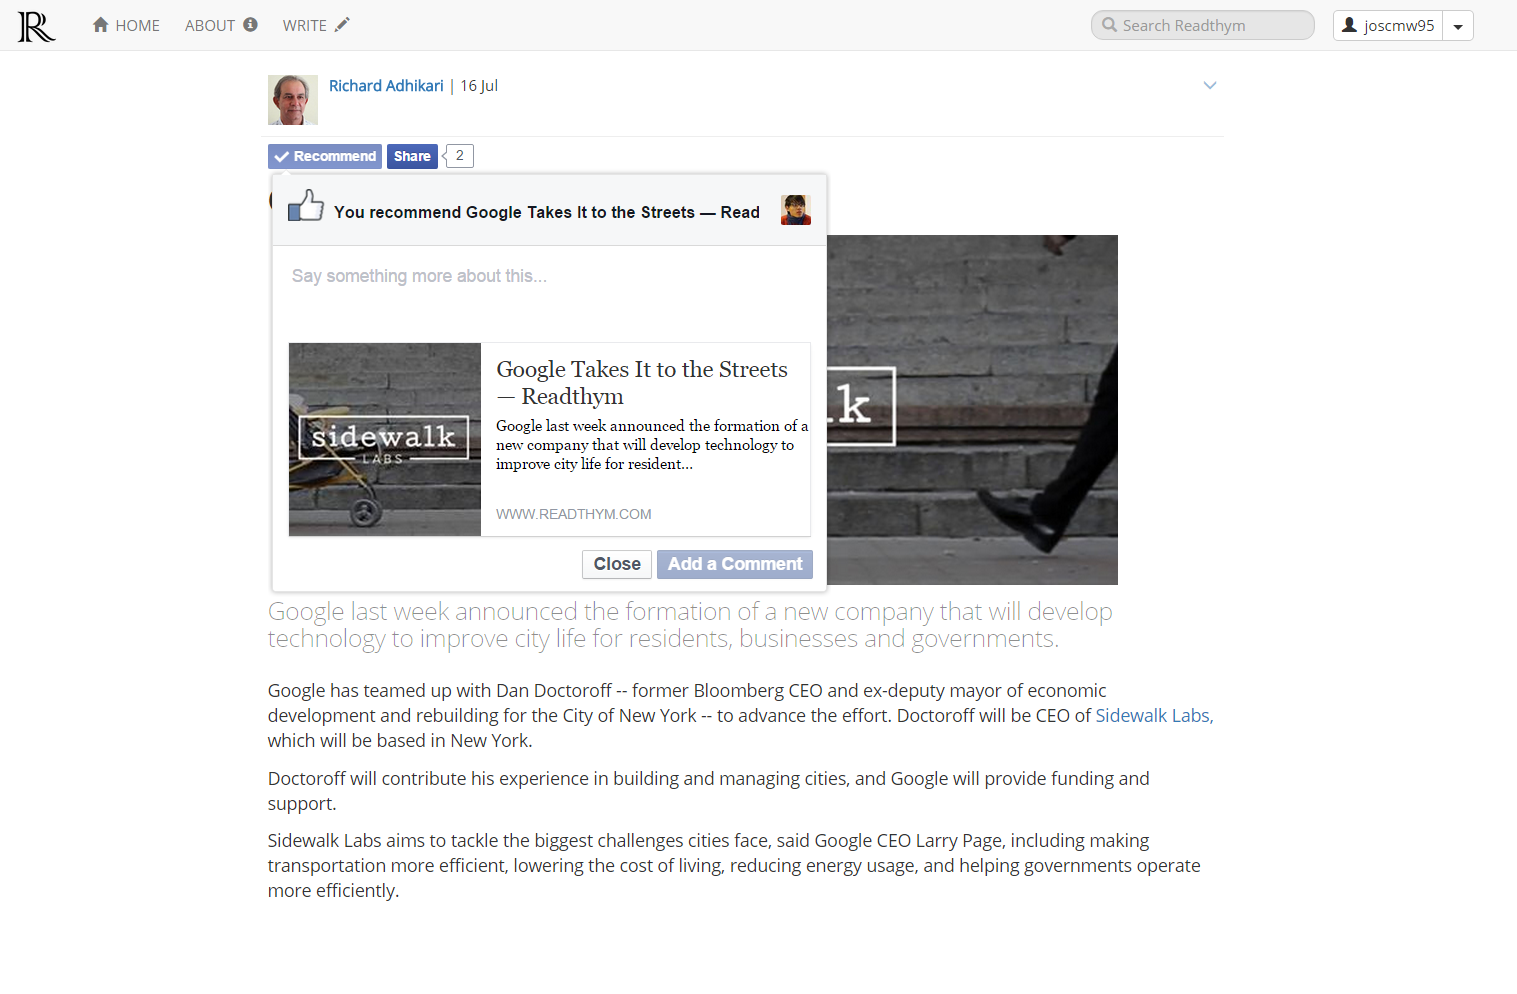 R HOME ABOUT WRITE Search Readthym joscmw95
Richard Adhikari | 16 Jul
Recommend Share 2
You recommend Google Takes It to the Streets — Read
Say something more about this...
Google Takes It to the Streets
— Readthym
Google last week announced the formation of a
new company that will develop technology to
improve city life for resident...
WWW.READTHYM.COM
sidewalk
LABS
lk
Close Add a Comment
Google last week announced the formation of a new company that will develop
technology to improve city life for residents, businesses and governments.
Google has teamed up with Dan Doctoroff -- former Bloomberg CEO and ex-deputy mayor of economic
development and rebuilding for the City of New York -- to advance the effort. Doctoroff will be CEO of Sidewalk Labs,
which will be based in New York.
Doctoroff will contribute his experience in building and managing cities, and Google will provide funding and
support.
Sidewalk Labs aims to tackle the biggest challenges cities face, said Google CEO Larry Page, including making
transportation more efficient, lowering the cost of living, reducing energy usage, and helping governments operate
more efficiently.